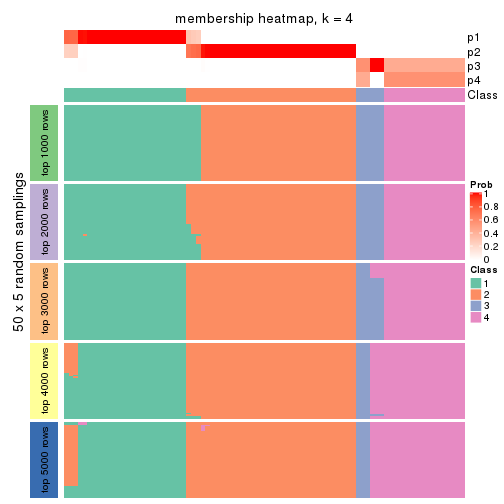 membership heatmap, k = 4
p1
p2
p3
p4
Class
50 x 5 random samplings
top 1000 rows
top 2000 rows
top 3000 rows
top 4000 rows
top 5000 rows
Prob
1
0.8
0.6
0.4
0.2
0
Class
1
2
3
4